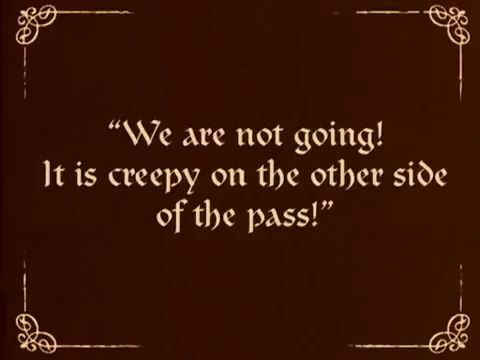 “We are not going!
It is creepy on the other side
of the pass!”